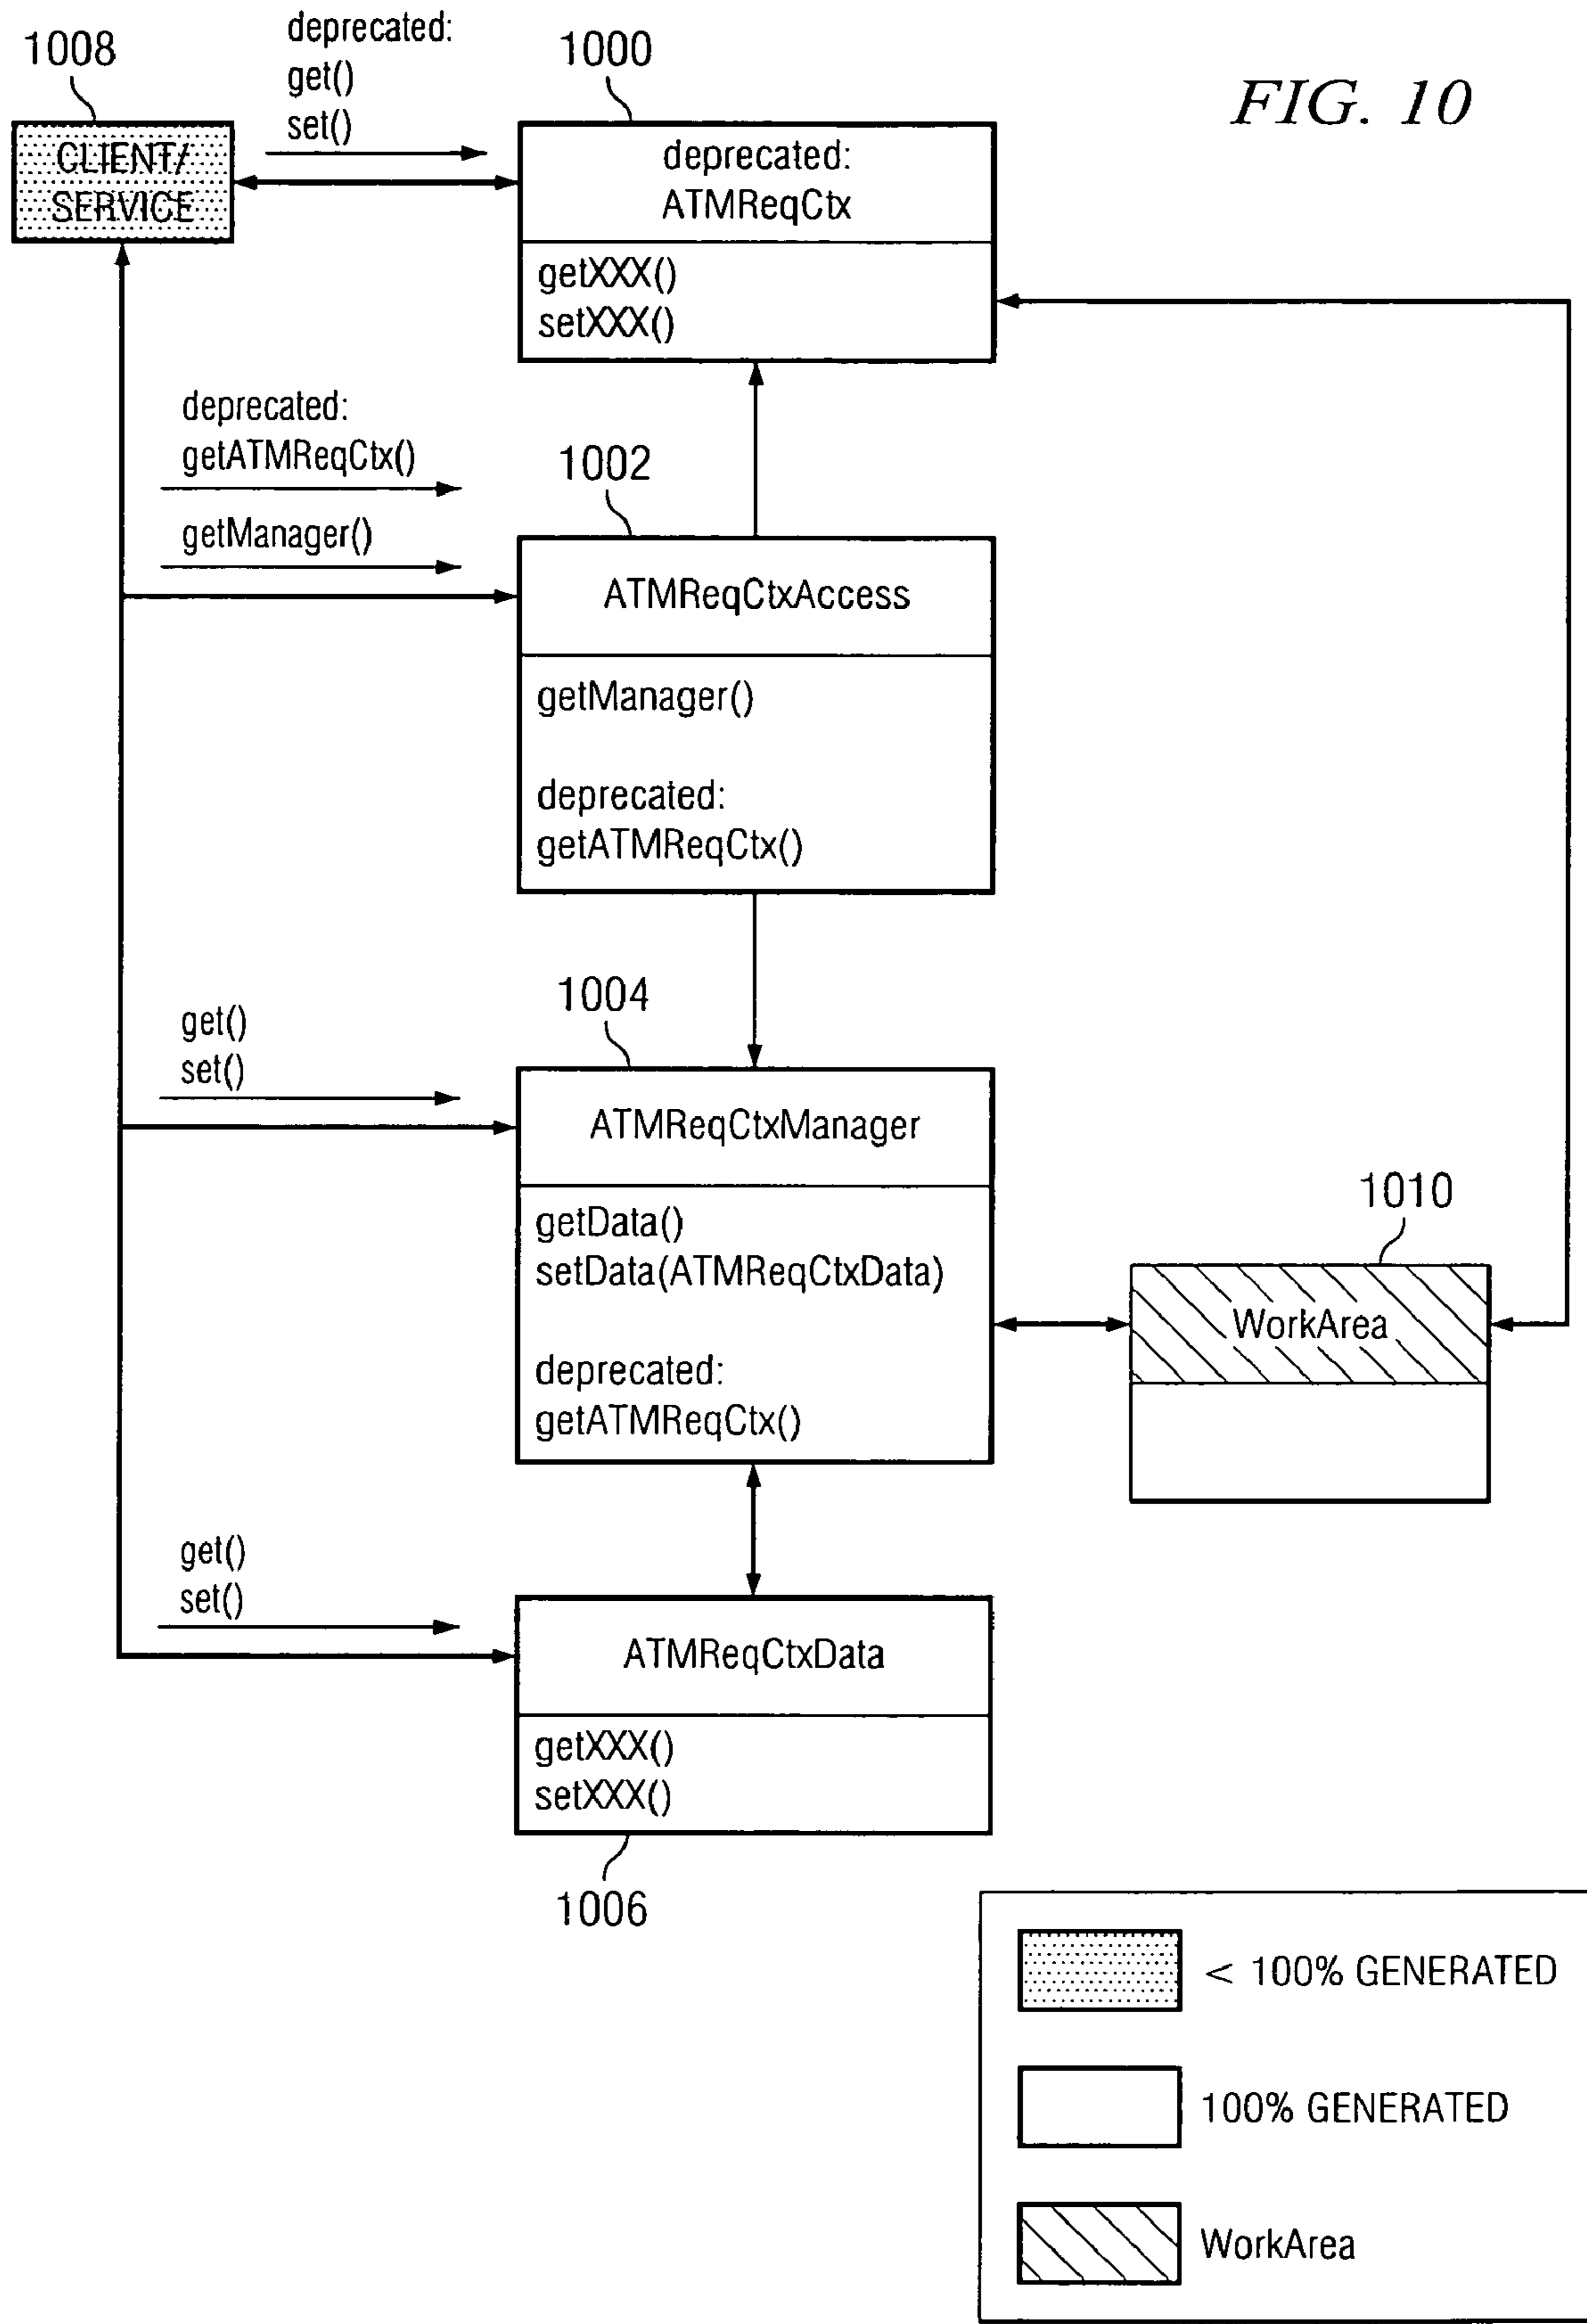 FIG. 10
1008
deprecated:
get()
set()
1000
CLIENT/
SERVICE
deprecated:
ATMReqCtx
getXXX()
setXXX()
deprecated:
getATMReqCtx()
getManager()
1002
ATMReqCtxAccess
getManager()
deprecated:
getATMReqCtx()
1004
get()
set()
ATMReqCtxManager
getData()
setData(ATMReqCtxData)
deprecated:
getATMReqCtx()
1010
WorkArea
get()
set()
ATMReqCtxData
getXXX()
setXXX()
1006
< 100% GENERATED
100% GENERATED
WorkArea